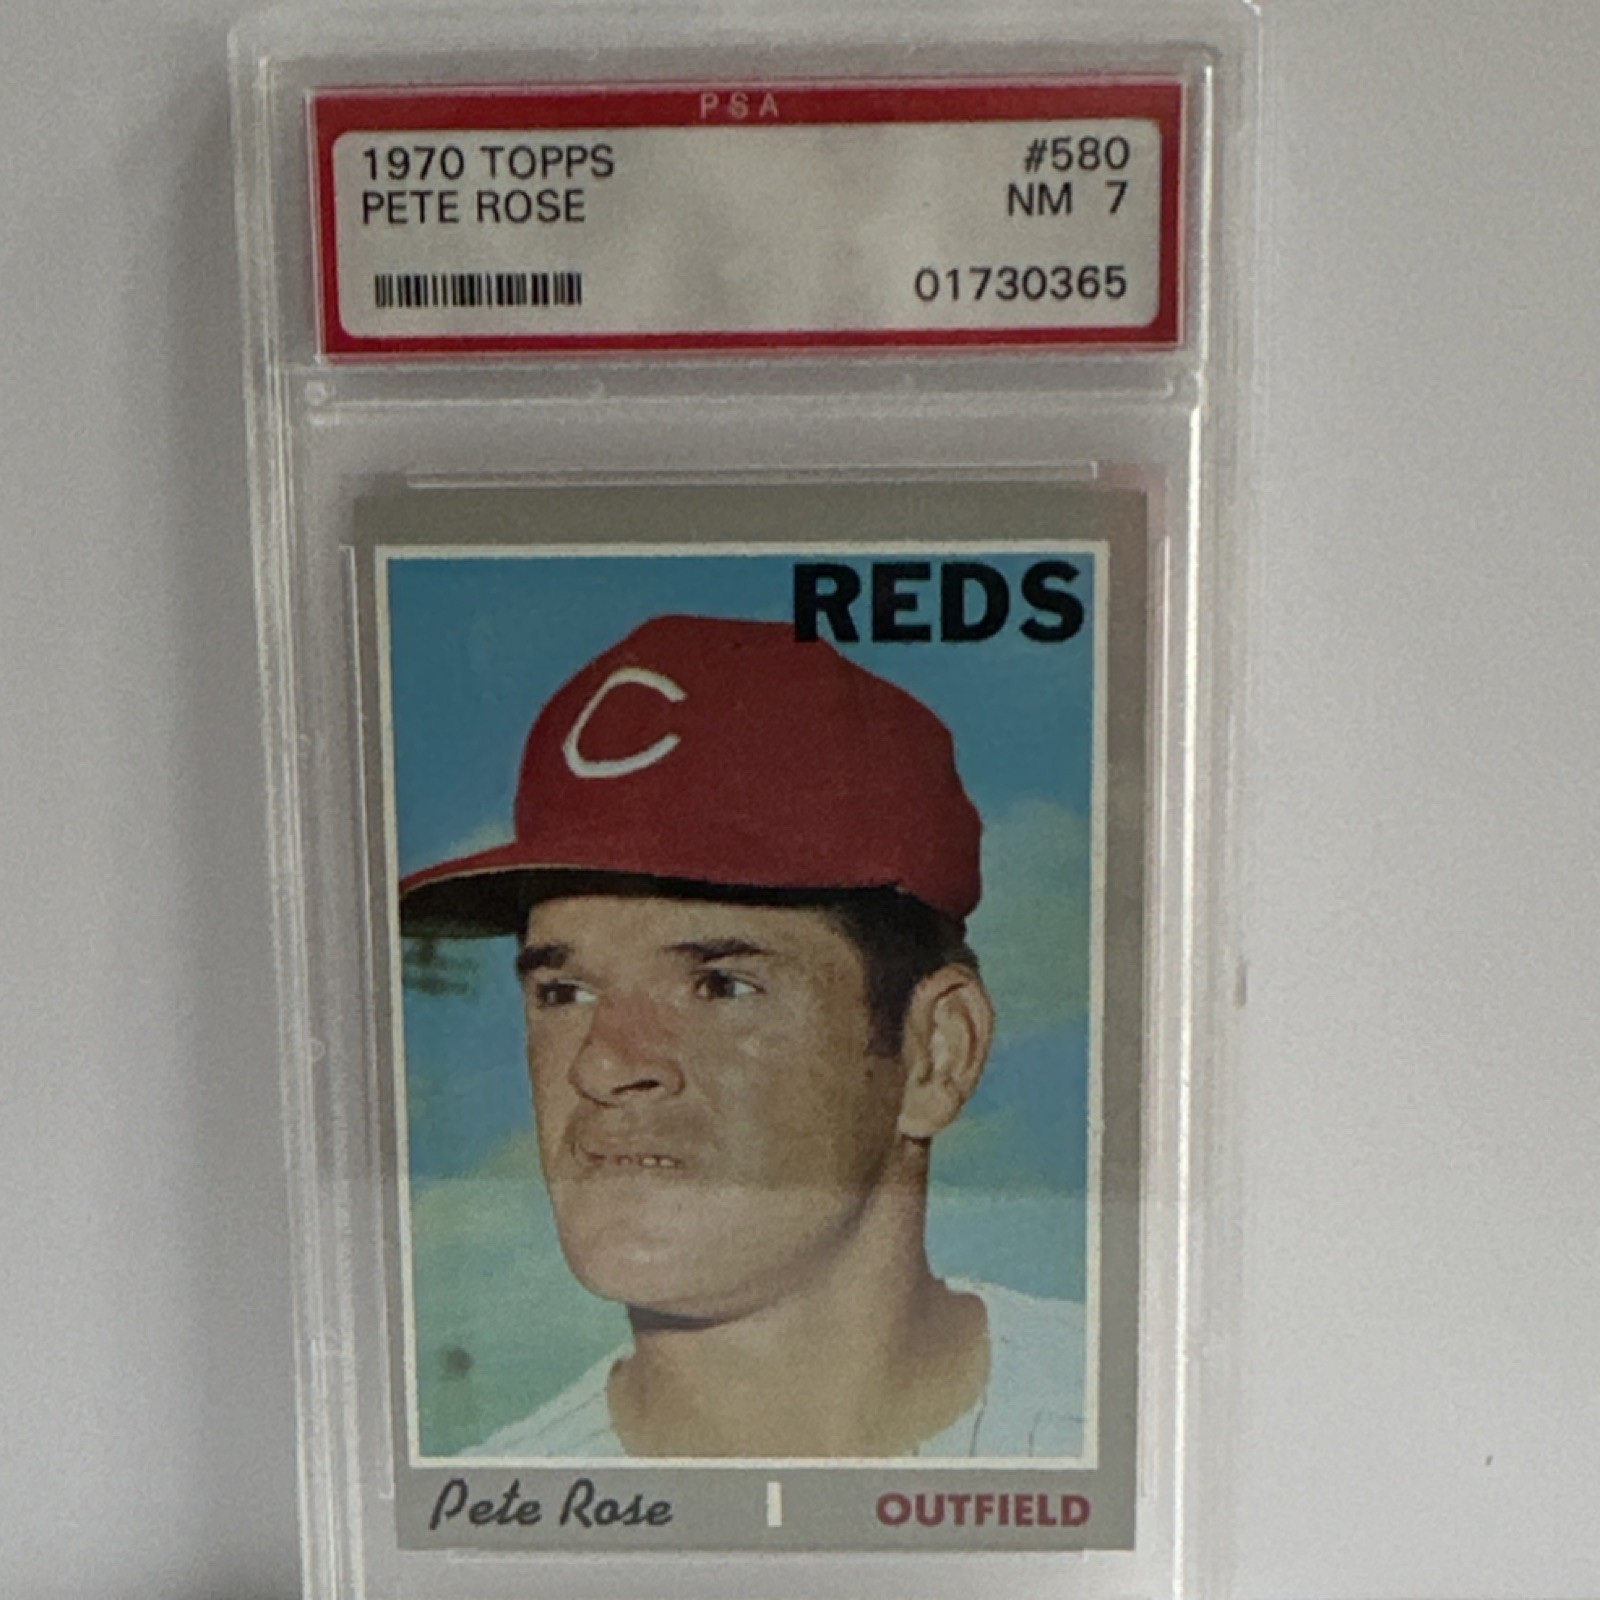 PSA
1970 TOPPS #580
PETE ROSE NM 7
01730365
REDS
C
Pete Rose OUTFIELD